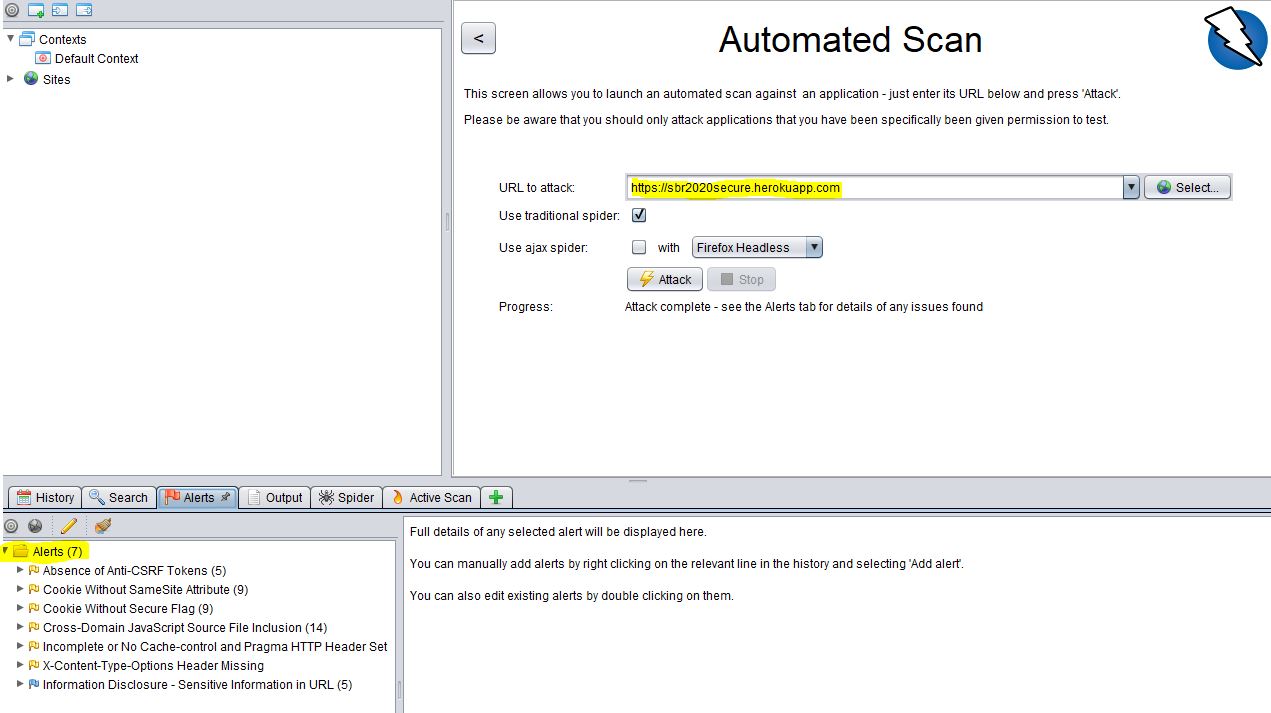 Contexts
Default Context
Sites
<
Automated Scan
This screen allows you to launch an automated scan against an application - just enter its URL below and press 'Attack'.
Please be aware that you should only attack applications that you have been specifically been given permission to test.
URL to attack: https://sbr2020secure.herokuapp.com Select...
Use traditional spider:
Use ajax spider: with Firefox Headless
Attack Stop
Progress: Attack complete - see the Alerts tab for details of any issues found
History Search Alerts Output Spider Active Scan
Alerts (7)
Absence of Anti-CSRF Tokens (5)
Cookie Without SameSite Attribute (9)
Cookie Without Secure Flag (9)
Cross-Domain JavaScript Source File Inclusion (14)
Incomplete or No Cache-control and Pragma HTTP Header Set
X-Content-Type-Options Header Missing
Information Disclosure - Sensitive Information in URL (5)
Full details of any selected alert will be displayed here.
You can manually add alerts by right clicking on the relevant line in the history and selecting 'Add alert'.
You can also edit existing alerts by double clicking on them.